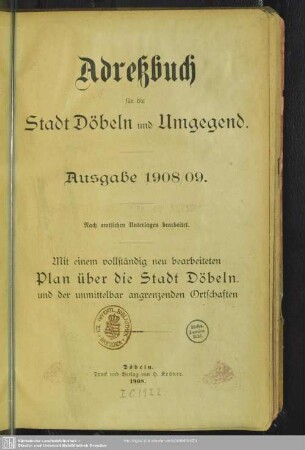 Adreßbuch
für die
Stadt Döbeln und Umgegend.
Ausgabe 1908/09.
Nach amtlichen Unterlagen bearbeitet.
Mit einem vollständig neu bearbeiteten
Plan über die Stadt Döbeln
und der unmittelbar angrenzenden Ortschaften
Döbeln.
Druck und Verlag von
1908.